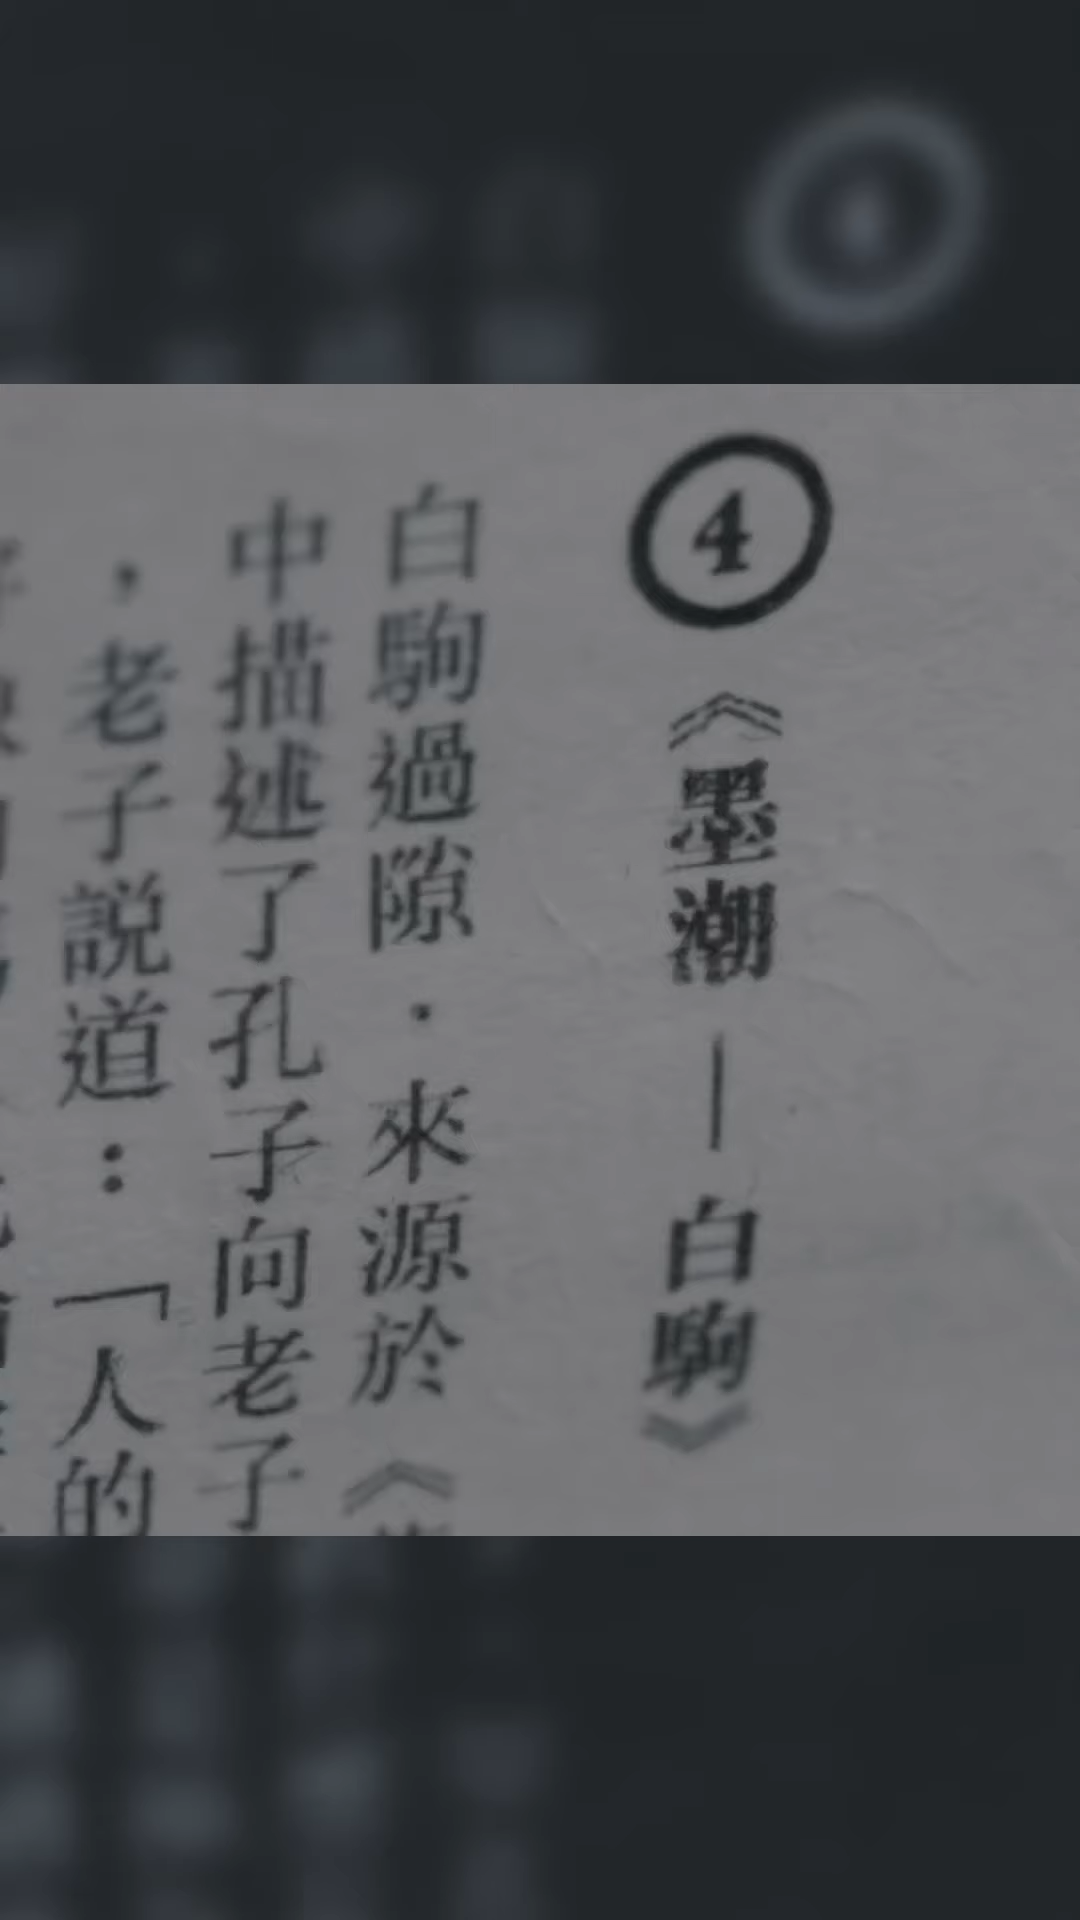 ④《墨潮—白駒》
白駒過隙．來源於《
中描述了孔子向老子
，老子説道：「人的